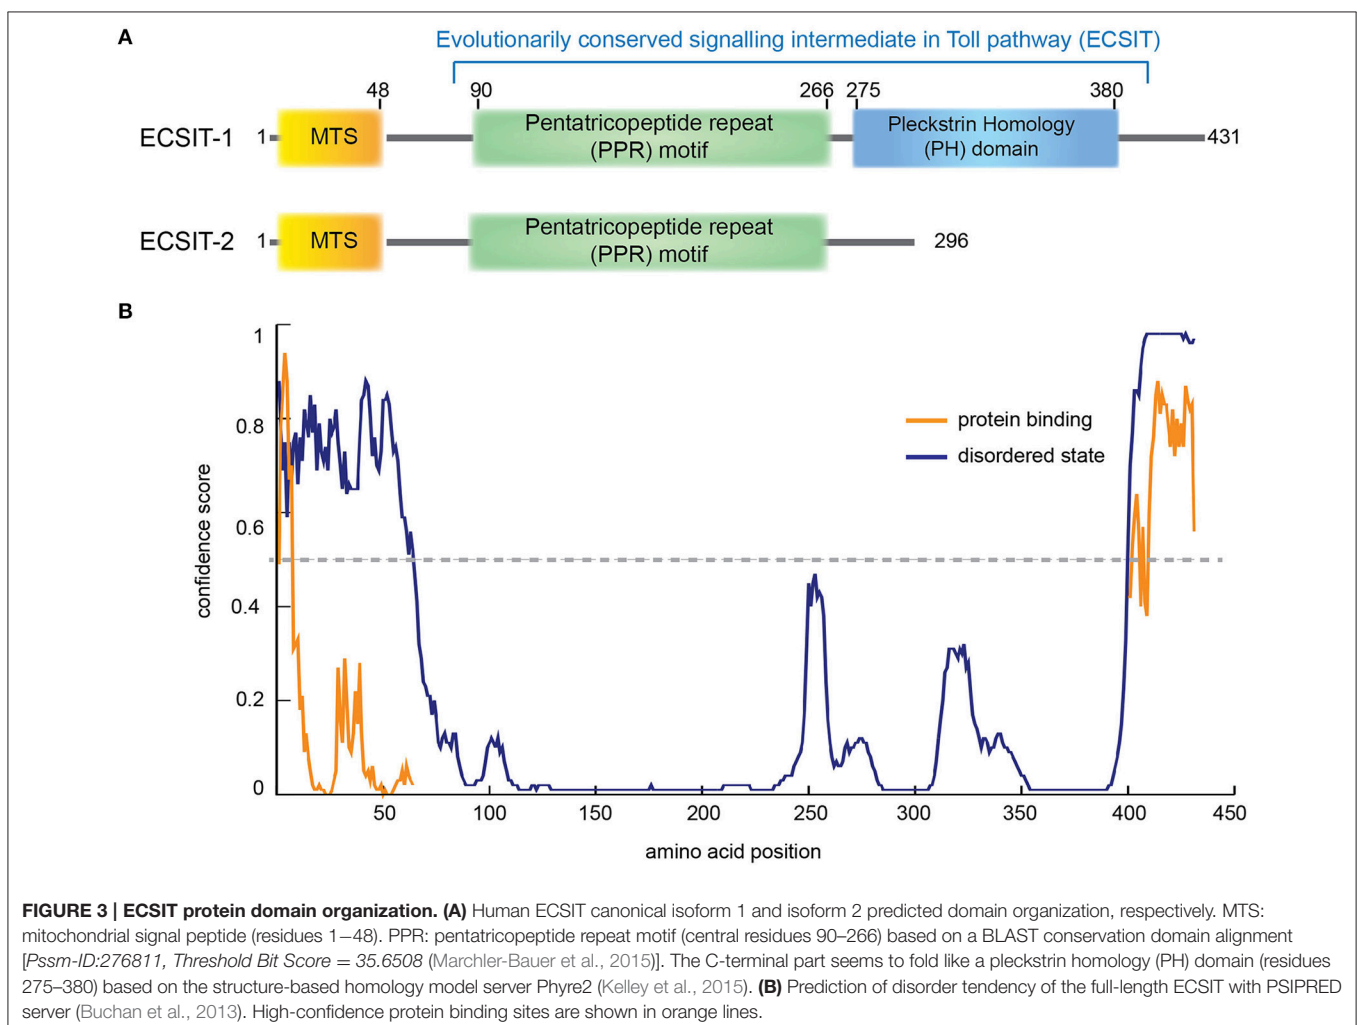 A
Evolutionarily conserved signalling intermediate in Toll pathway (ECSIT)
48
90
266
275
380
ECSIT-1
1
MTS
Pentatricopeptide repeat
(PPR) motif
Pleckstrin Homology
(PH) domain
431
ECSIT-2
1
MTS
Pentatricopeptide repeat
(PPR) motif
296
B
1
0.8
0.6
0.4
0.2
0
confidence score
protein binding
disordered state
50
100
150
200
250
300
350
400
450
amino acid position
FIGURE 3 | ECSIT protein domain organization. (A) Human ECSIT canonical isoform 1 and isoform 2 predicted domain organization, respectively. MTS:
mitochondrial signal peptide (residues 1–48). PPR: pentatricopeptide repeat motif (central residues 90–266) based on a BLAST conservation domain alignment
[Pssm-ID:276811, Threshold Bit Score = 35.6508 (Marchler-Bauer et al., 2015)]. The C-terminal part seems to fold like a pleckstrin homology (PH) domain (residues
275–380) based on the structure-based homology model server Phyre2 (Kelley et al., 2015). (B) Prediction of disorder tendency of the full-length ECSIT with PSIPRED
server (Buchan et al., 2013). High-confidence protein binding sites are shown in orange lines.